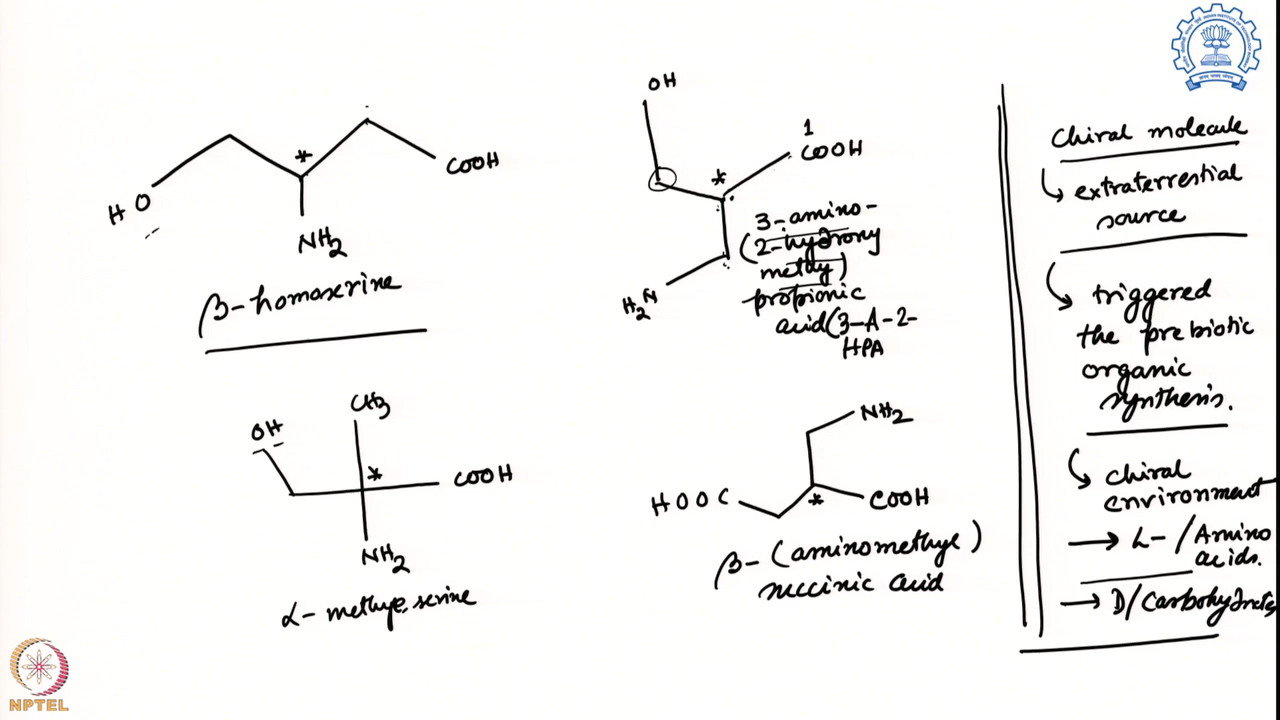 HO
*
NH2
COOH
β-homoserine
OH
1
COOH
*
H2N
3-amino-
(2-hydroxy
methy)
propionic
acid(3-A-2-
HPA
OH
CH3
*
COOH
NH2
α-methyl serine
NH2
HOOC
*
COOH
β-(aminomethyl)
succinic acid
Chiral molecule
extraterrestial
source
triggered
the prebiotic
organic
synthesis.
chiral
environment
→ L-/Amino
acids.
→ D/Carbohydrates
NPTEL